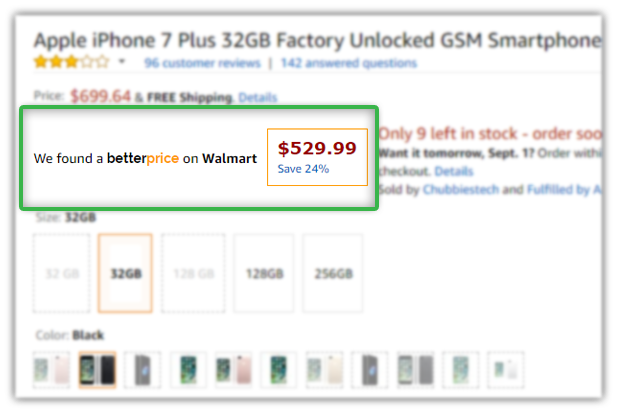 Apple iPhone 7 Plus 32GB Factory Unlocked GSM Smartphone
96 customer reviews | 142 answered questions
Price: $699.64 & FREE Shipping. Details
We found a betterprice on Walmart
$529.99
Save 24%
Only 9 left in stock - order soo
Want it tomorrow, Sept. 1? Order withi
checkout. Details
Sold by Chubbiestech and Fulfilled by A
Size: 32GB
32 GB
32GB
128 GB
128GB
256GB
Color: Black